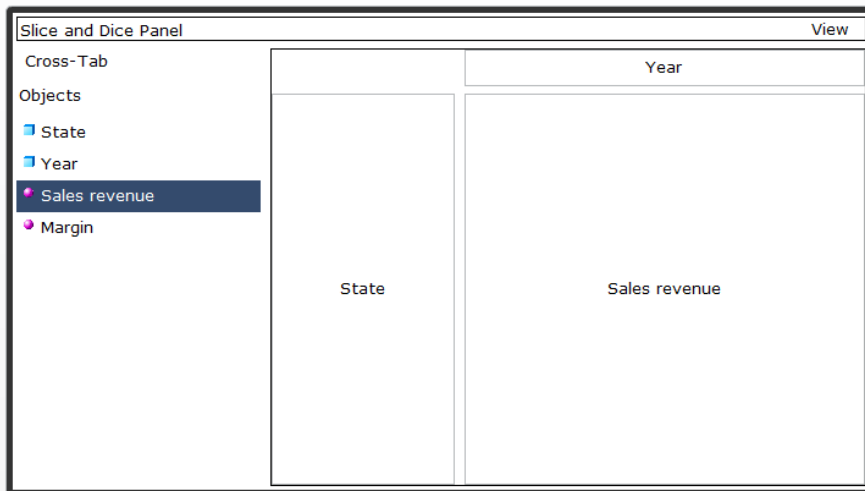 Slice and Dice Panel View
Cross-Tab
Year
Objects
State
Year
Sales revenue
Margin
State
Sales revenue